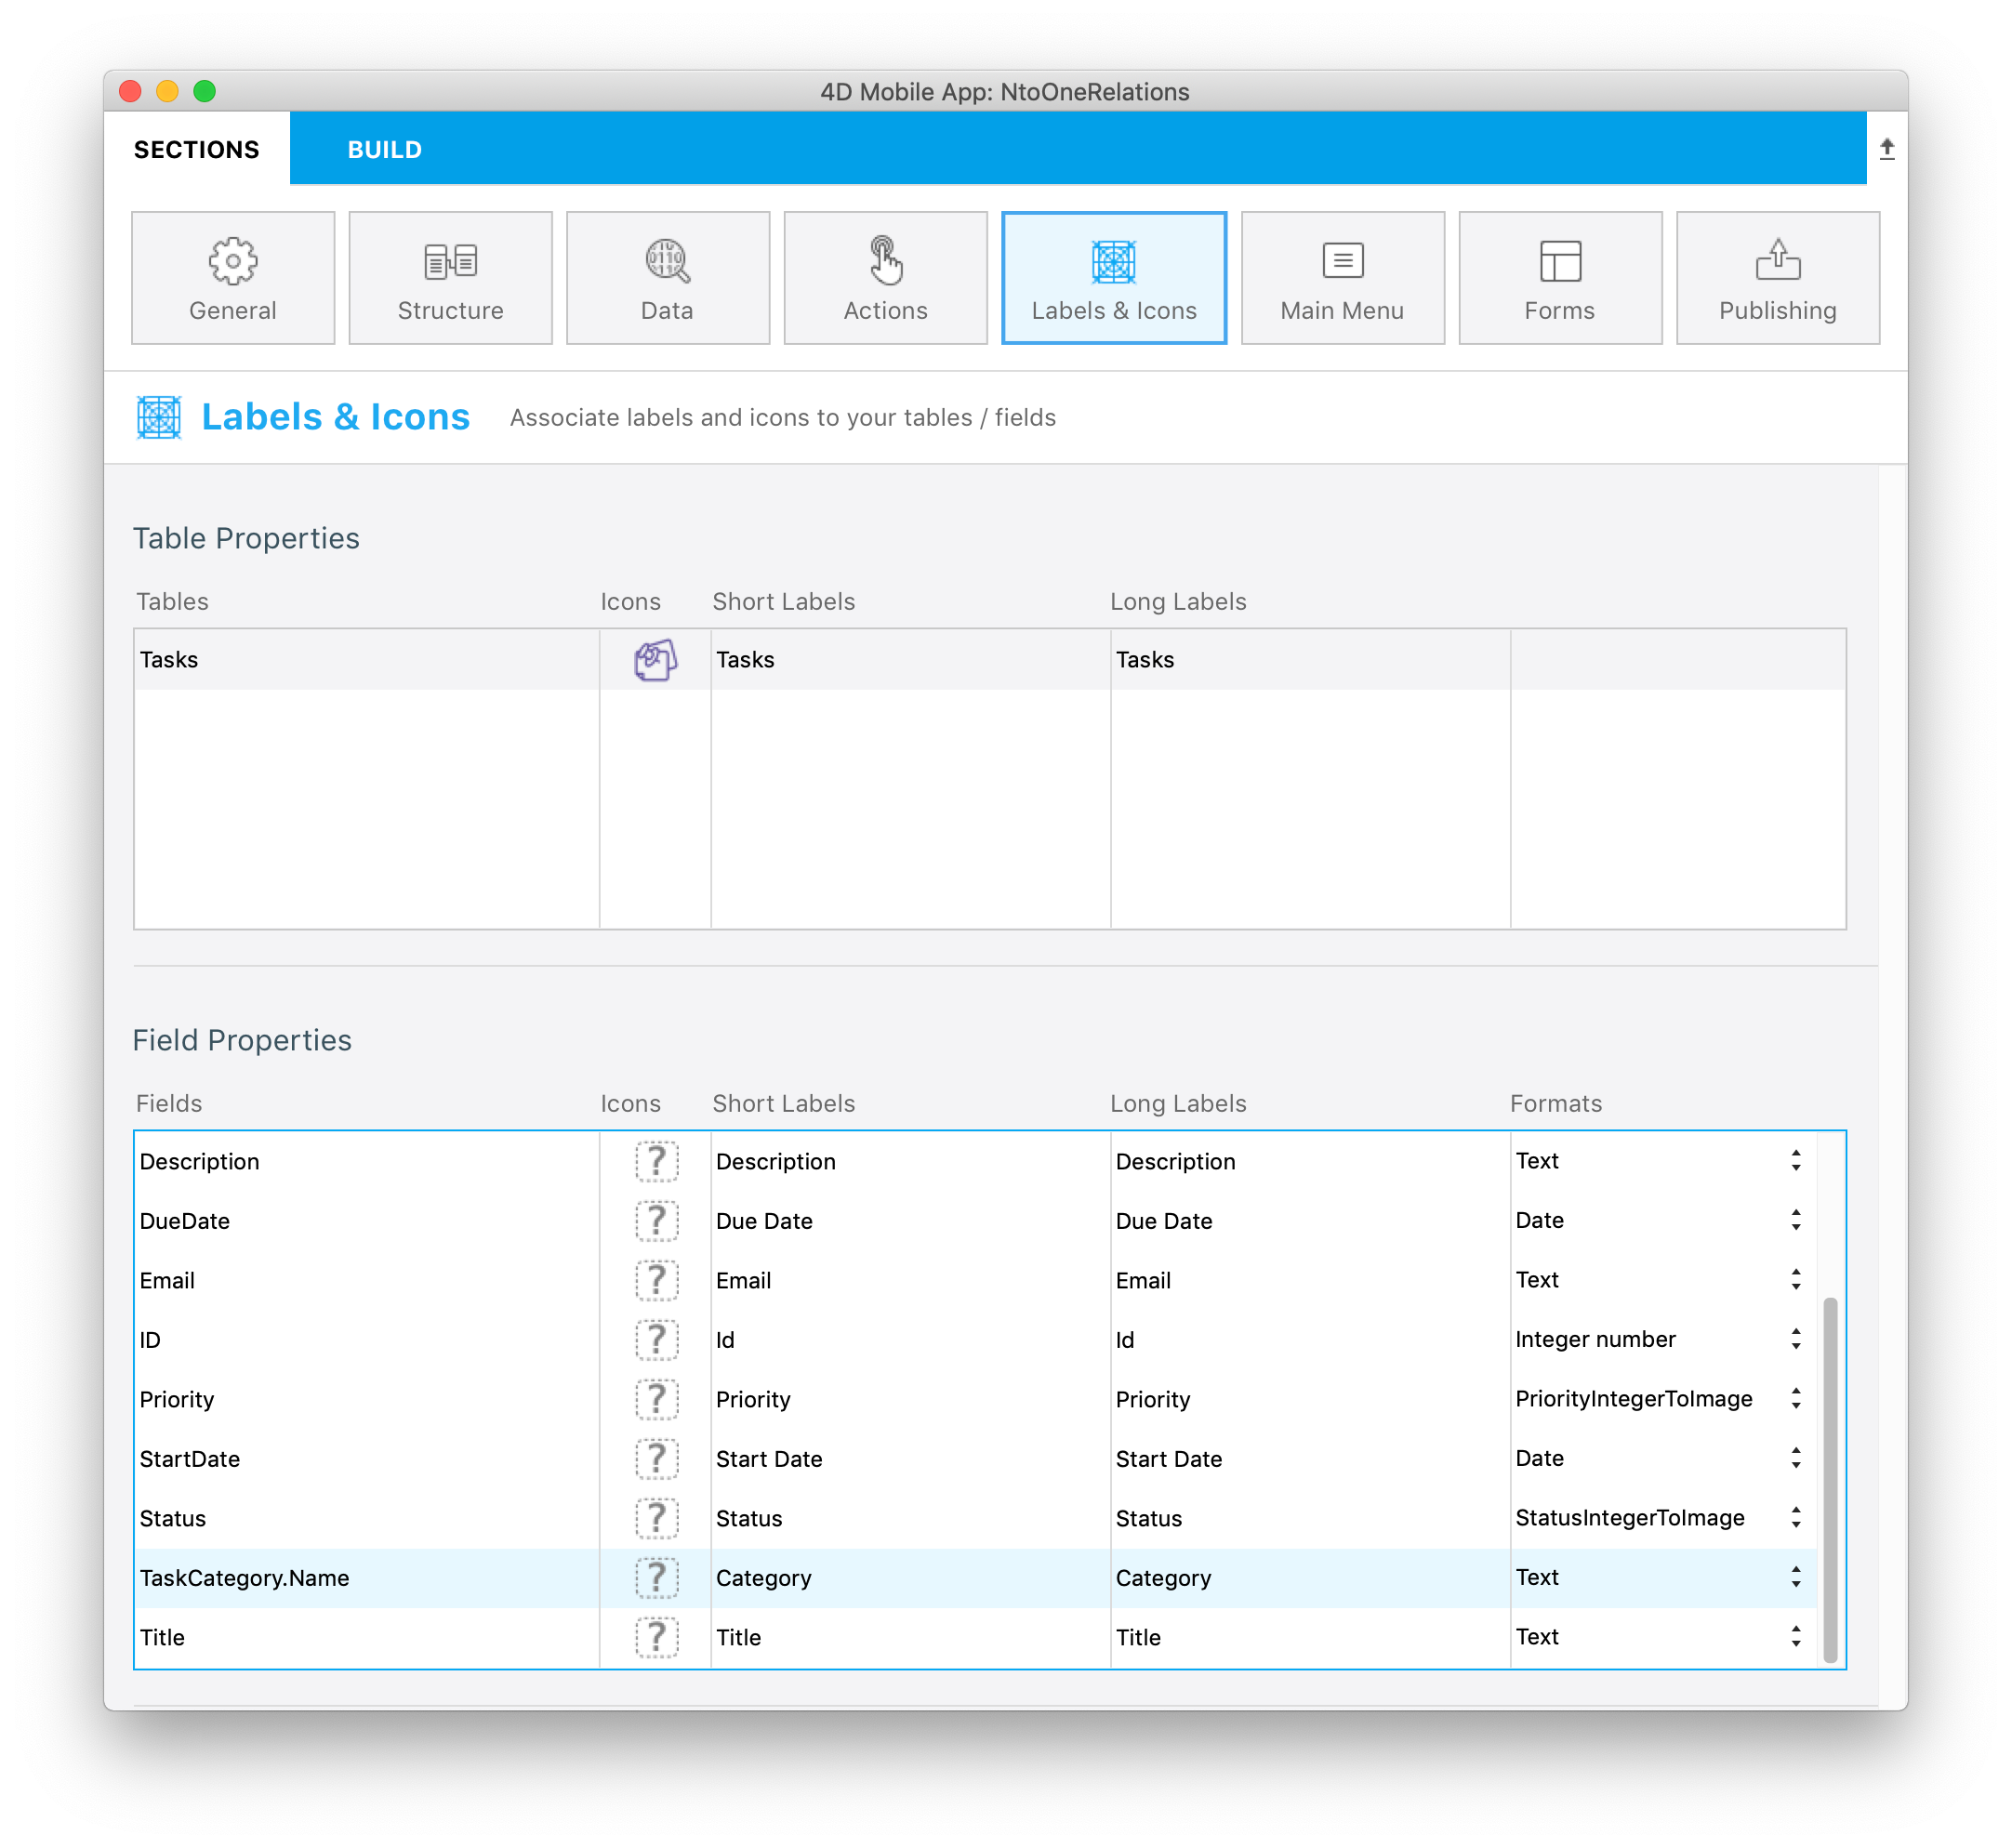 4D Mobile App: NtoOneRelations
SECTIONS BUILD
General Structure Data Actions Labels & Icons Main Menu Forms Publishing
Labels & Icons Associate labels and icons to your tables / fields
Table Properties
Tables Icons Short Labels Long Labels
Tasks Tasks Tasks
Field Properties
Fields Icons Short Labels Long Labels Formats
Description ? Description Description Text
DueDate ? Due Date Due Date Date
Email ? Email Email Text
ID ? Id Id Integer number
Priority ? Priority Priority PriorityIntegerToImage
StartDate ? Start Date Start Date Date
Status ? Status Status StatusIntegerToImage
TaskCategory.Name ? Category Category Text
Title ? Title Title Text